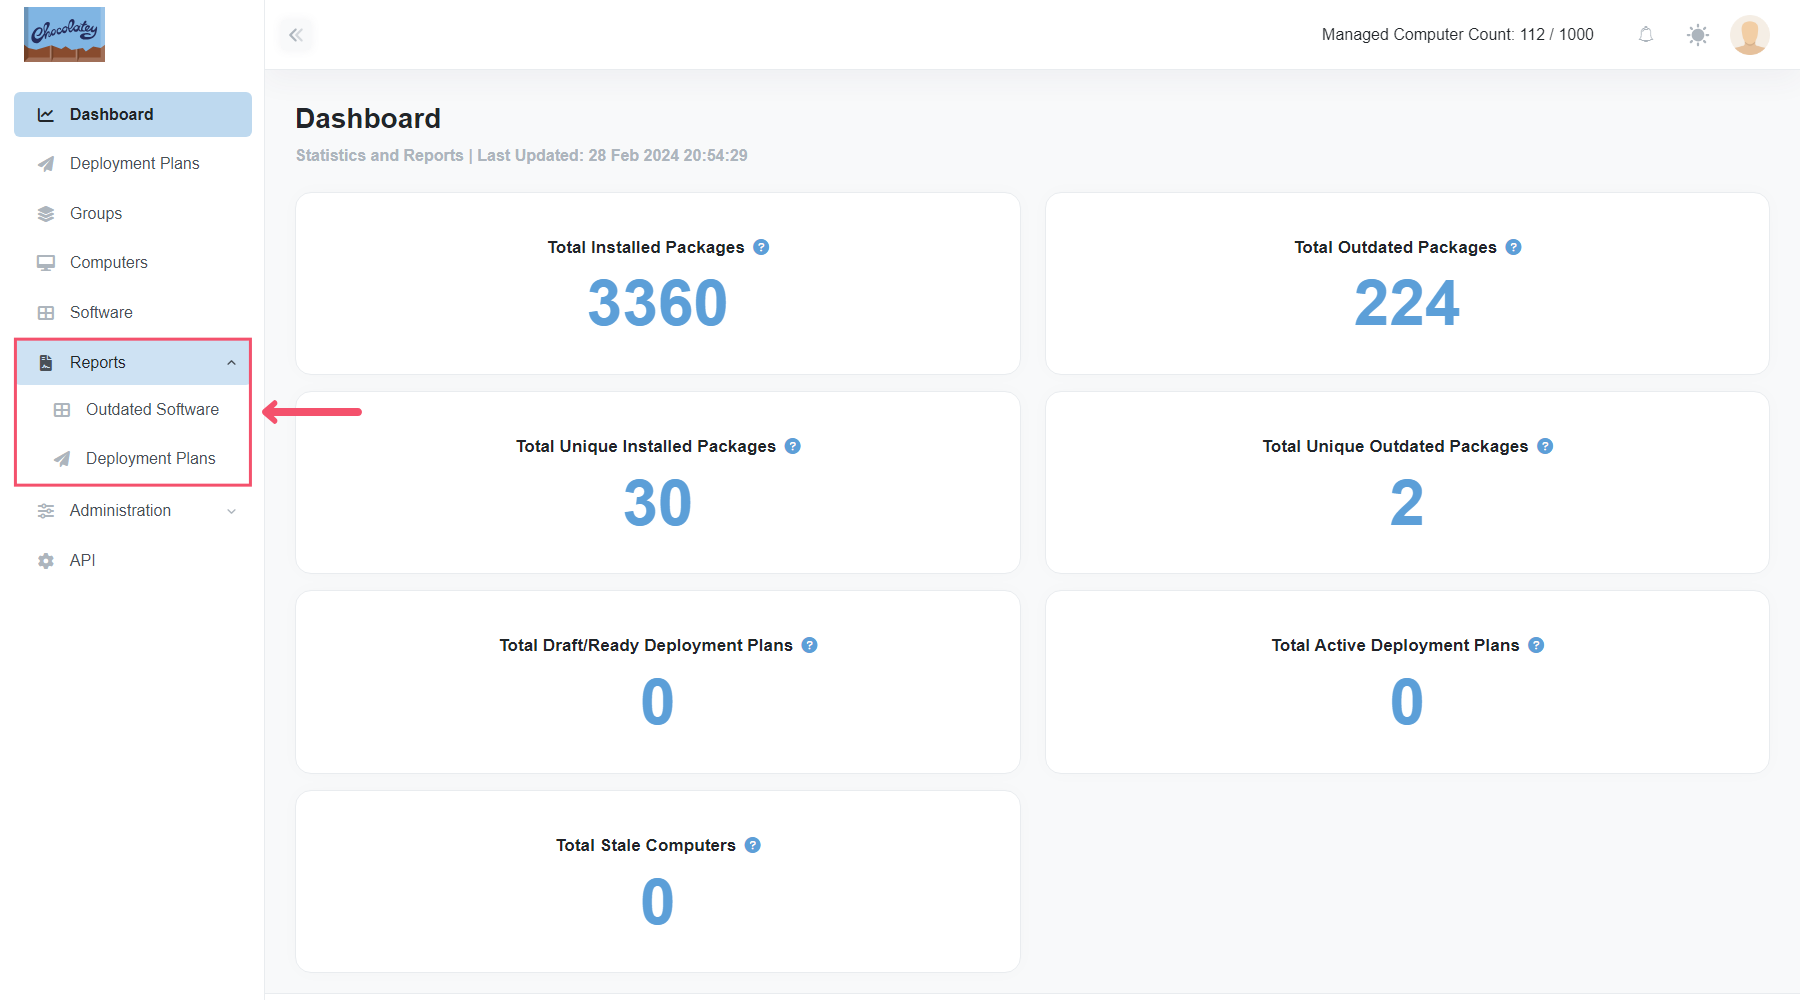 Chocolatey
Managed Computer Count: 112 / 1000
Dashboard
Deployment Plans
Groups
Computers
Software
Reports
Outdated Software
Deployment Plans
Administration
API
Dashboard
Statistics and Reports | Last Updated: 28 Feb 2024 20:54:29
Total Installed Packages ?
3360
Total Outdated Packages ?
224
Total Unique Installed Packages ?
30
Total Unique Outdated Packages ?
2
Total Draft/Ready Deployment Plans ?
0
Total Active Deployment Plans ?
0
Total Stale Computers ?
0